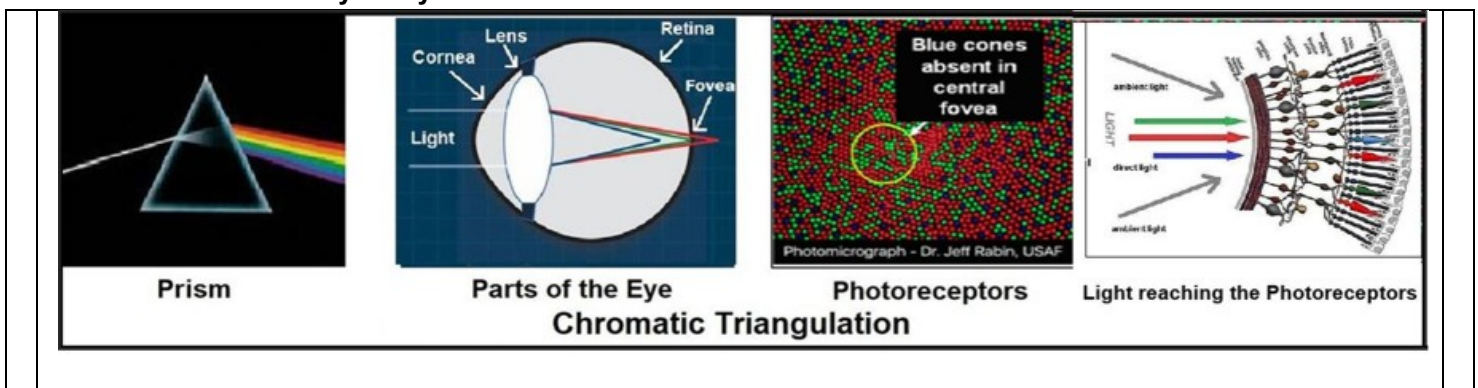 Lens
Retina
Cornea
Fovea
Light
Blue cones
absent in
central
fovea
Photomicrograph - Dr. Jeff Rabin, USAF
ambient light
LIGHT
direct light
ambient light
Prism
Parts of the Eye
Photoreceptors
Light reaching the Photoreceptors
Chromatic Triangulation